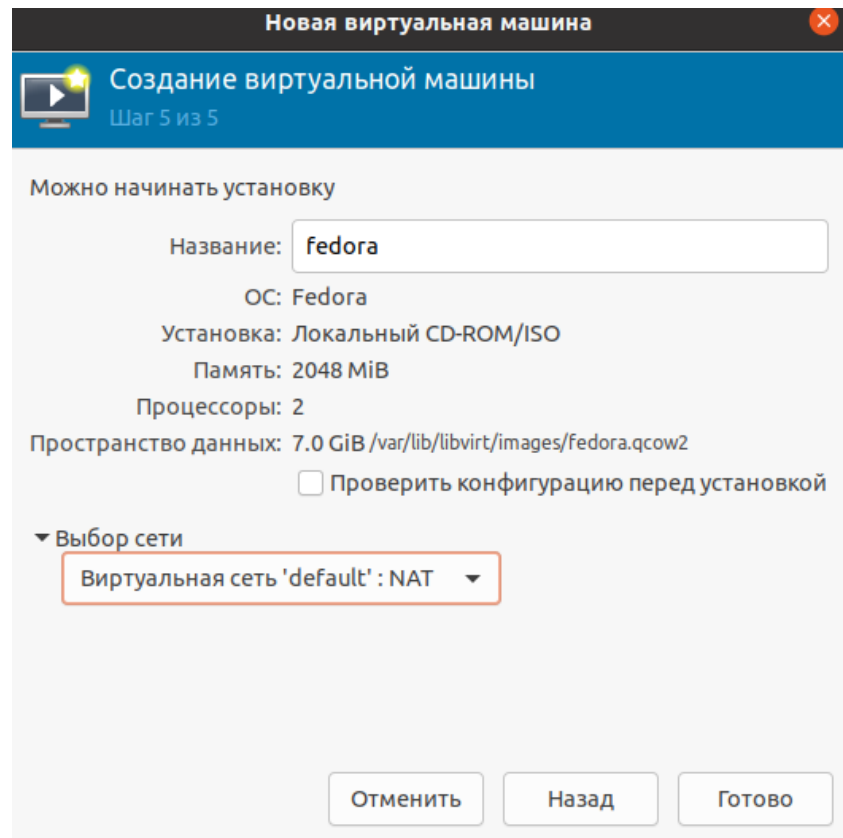 Новая виртуальная машина
Создание виртуальной машины
Шаг 5 из 5
Можно начинать установку
Название: fedora
ОС: Fedora
Установка: Локальный CD-ROM/ISO
Память: 2048 MiB
Процессоры: 2
Пространство данных: 7.0 GiB /var/lib/libvirt/images/fedora.qcow2
Проверить конфигурацию перед установкой
Выбор сети
Виртуальная сеть 'default' : NAT
Отменить Назад Готово